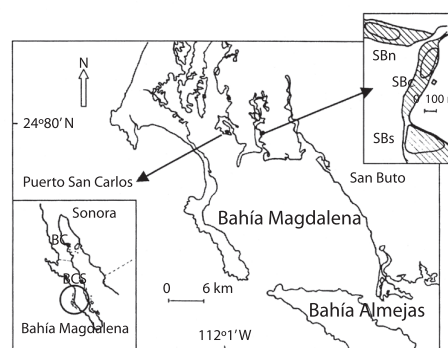 N
24°80′ N
Puerto San Carlos
SBn
SBc
100 m
SBs
San Buto
Bahía Magdalena
Sonora
BC
BCS
Bahía Magdalena
0 6 km
Bahía Almejas
112°1′ W